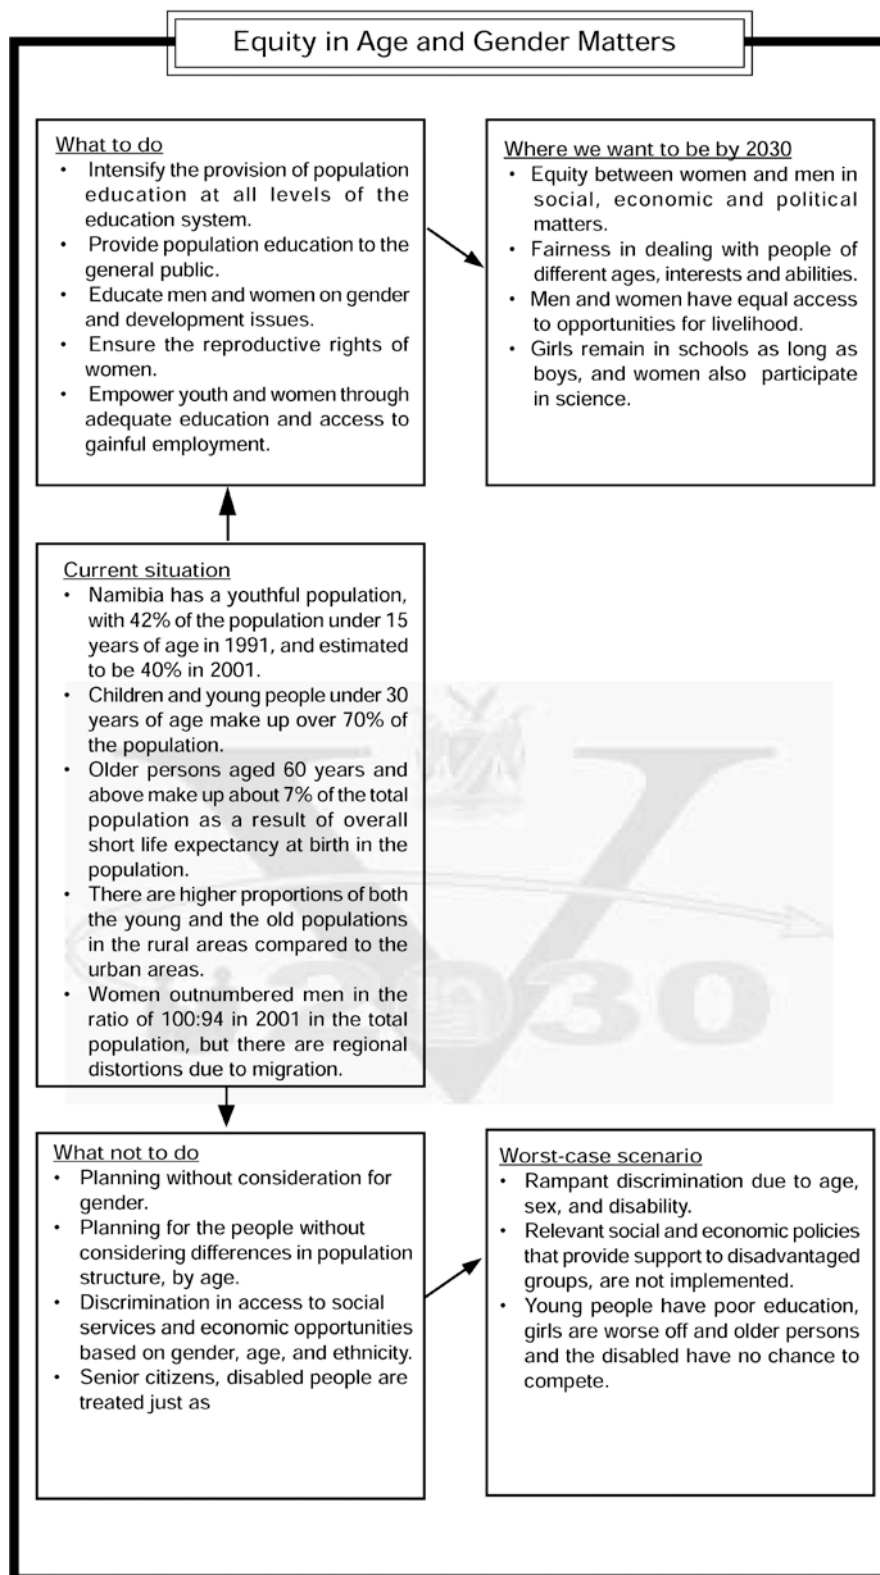 Equity in Age and Gender Matters
What to do
• Intensify the provision of population
education at all levels of the
education system.
• Provide population education to the
general public.
• Educate men and women on gender
and development issues.
• Ensure the reproductive rights of
women.
• Empower youth and women through
adequate education and access to
gainful employment.
Where we want to be by 2030
• Equity between women and men in
social, economic and political
matters.
• Fairness in dealing with people of
different ages, interests and abilities.
• Men and women have equal access
to opportunities for livelihood.
• Girls remain in schools as long as
boys, and women also participate
in science.
Current situation
• Namibia has a youthful population,
with 42% of the population under 15
years of age in 1991, and estimated
to be 40% in 2001.
• Children and young people under 30
years of age make up over 70% of
the population.
• Older persons aged 60 years and
above make up about 7% of the total
population as a result of overall
short life expectancy at birth in the
population.
• There are higher proportions of both
the young and the old populations
in the rural areas compared to the
urban areas.
• Women outnumbered men in the
ratio of 100:94 in 2001 in the total
population, but there are regional
distortions due to migration.
V
2030
What not to do
• Planning without consideration for
gender.
• Planning for the people without
considering differences in population
structure, by age.
• Discrimination in access to social
services and economic opportunities
based on gender, age, and ethnicity.
• Senior citizens, disabled people are
treated just as
Worst-case scenario
• Rampant discrimination due to age,
sex, and disability.
• Relevant social and economic policies
that provide support to disadvantaged
groups, are not implemented.
• Young people have poor education,
girls are worse off and older persons
and the disabled have no chance to
compete.